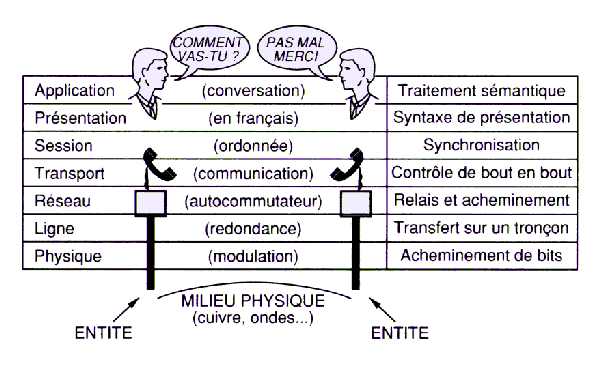 COMMENT
VAS-TU ?
PAS MAL
MERCI
Application (conversation) Traitement sémantique
Présentation (en français) Syntaxe de présentation
Session (ordonnée) Synchronisation
Transport (communication) Contrôle de bout en bout
Réseau (autocommutateur) Relais et acheminement
Ligne (redondance) Transfert sur un tronçon
Physique (modulation) Acheminement de bits
MILIEU PHYSIQUE
(cuivre, ondes...)
ENTITE ENTITE